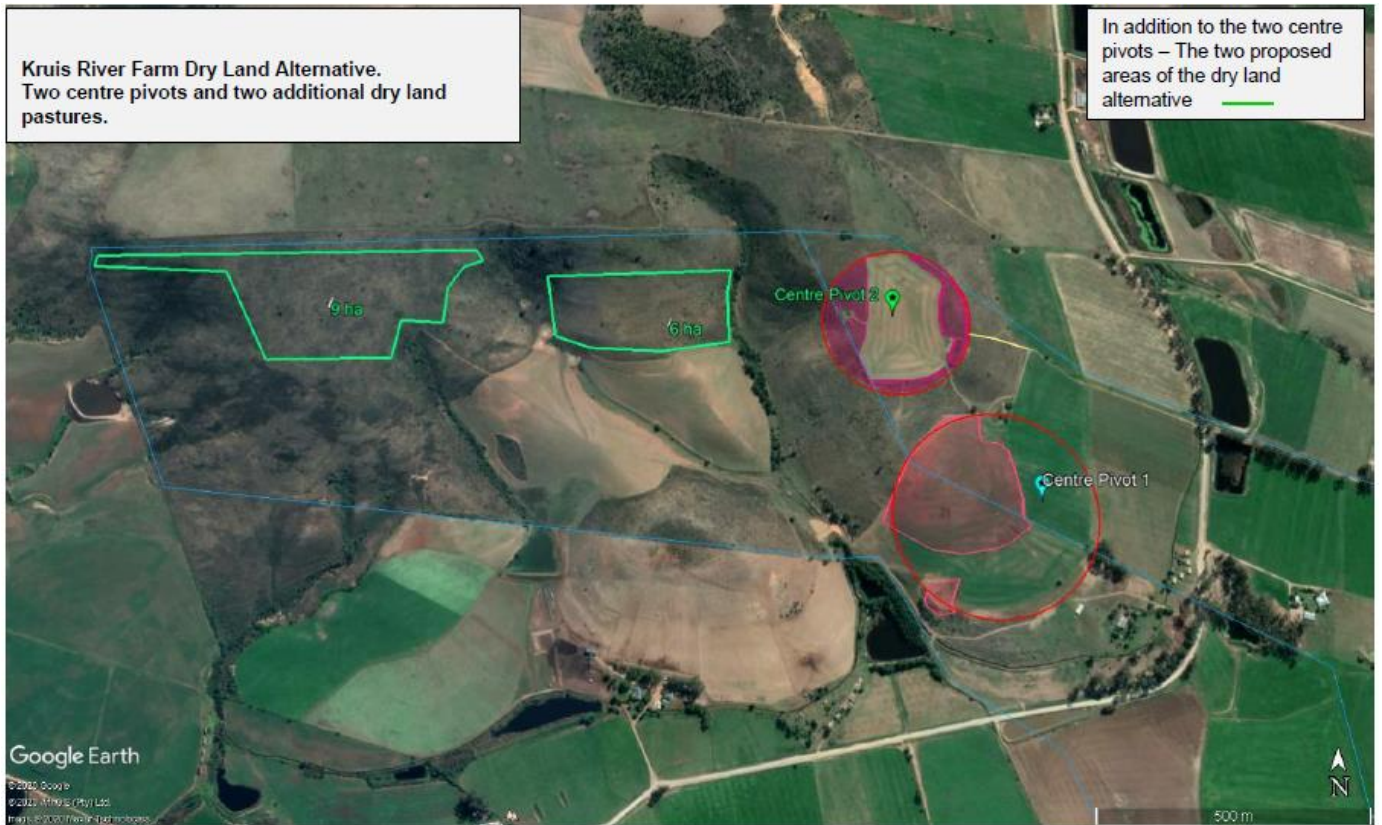 Kruis River Farm Dry Land Alternative.
Two centre pivots and two additional dry land
pastures.
In addition to the two centre
pivots – The two proposed
areas of the dry land
alternative
9 ha
6 ha
Centre Pivot 2
Centre Pivot 1
Google Earth
© 2020 Google
N
500 m